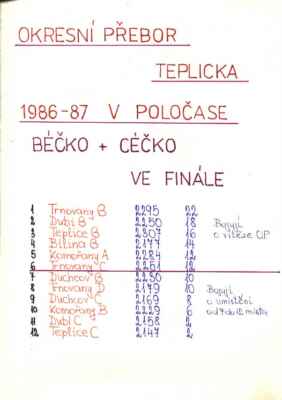 OKRESNÍ PŘEBOR
TEPLICKA
1986-87 V POLOČASE
BÉČKO + CÉČKO
VE FINÁLE
1 Trnovany B 2295 22
2 Dubí B 2250 18 Bojují
3 Teplice B 2307 16 o vítěze OP
4 Bílina B 2177 14
5 Komořany A 2284 12
6 Trnovany C 2251 12
7 Duchcov B 2230 10
8 Trnovany D 2179 10 Bojují
9 Duchcov C 2169 8 o umístění
10 Komořany B 2229 6 od 7 do 12 místa
11 Dubí C 2158 2
12 Teplice C 2147 2